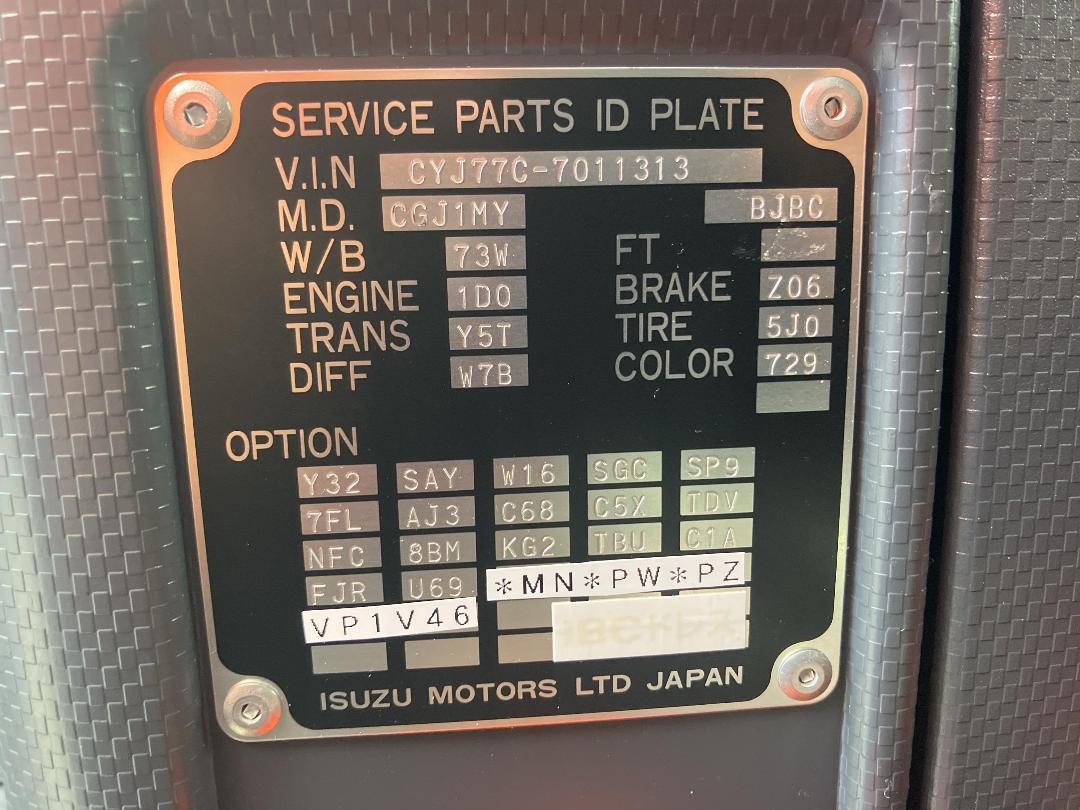 SERVICE PARTS ID PLATE
V.I.N CYJ77C-7011313
M.D. CGJ1MY BJBC
W/B 73W FT
ENGINE 1D0 BRAKE Z06
TRANS Y5T TIRE 5J0
DIFF W7B COLOR 729
OPTION
Y32 SAY W16 SGC SP9
7FL AJ3 C68 C5X TDV
NFC 8BM KG2 TBU C1A
FJR U69 *MN*PW*PZ
VP1V46
ISUZU MOTORS LTD JAPAN